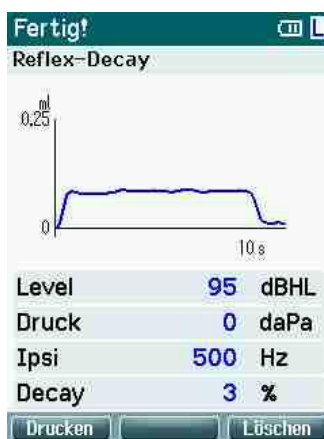 Fertig! L
Reflex-Decay
ml
0,25
0
10 s
Level 95 dBHL
Druck 0 daPa
Ipsi 500 Hz
Decay 3 %
Drucken Löschen